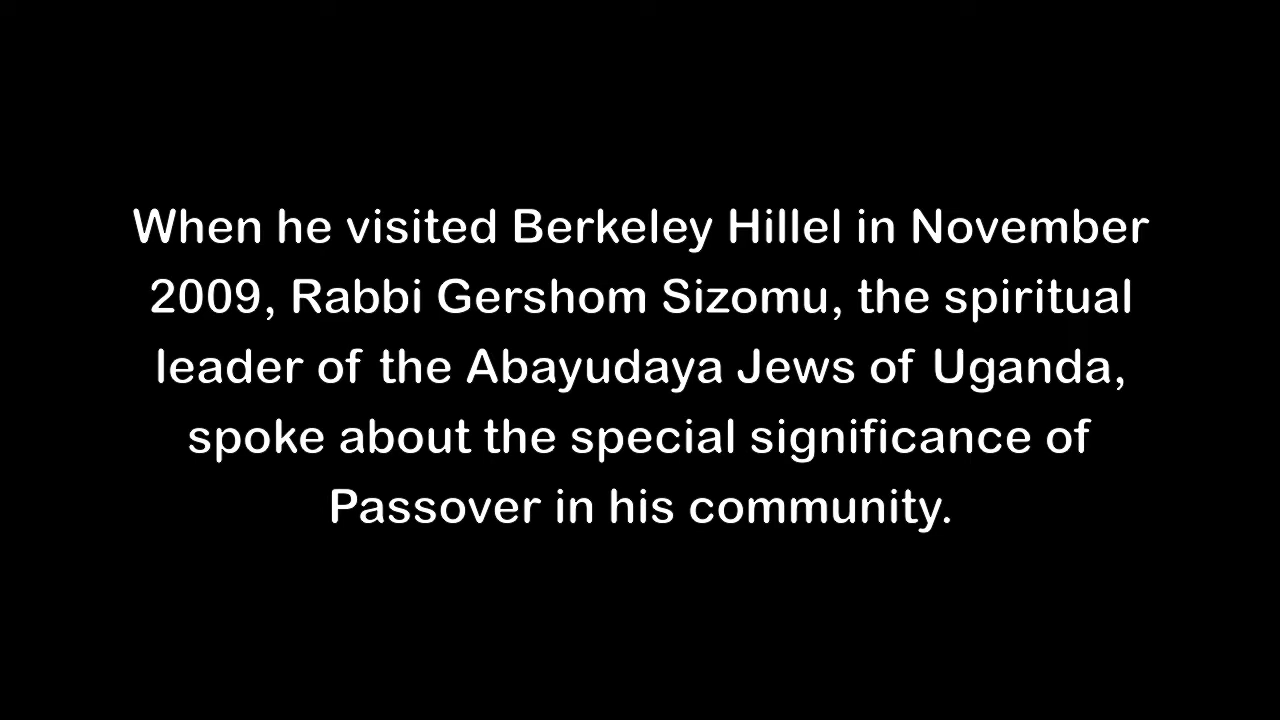 When he visited Berkeley Hillel in November
2009, Rabbi Gershom Sizomu, the spiritual
leader of the Abayudaya Jews of Uganda,
spoke about the special significance of
Passover in his community.